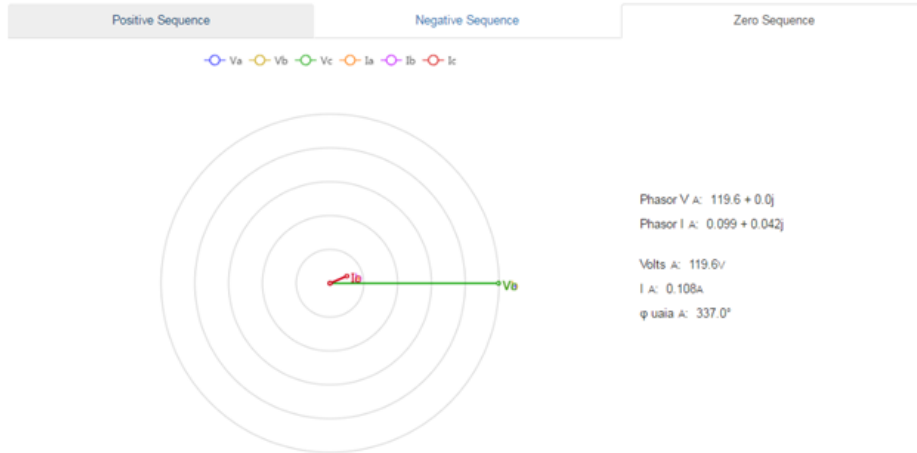 Positive Sequence Negative Sequence Zero Sequence
Va Vb Vc Ia Ib Ic
Phasor V A: 119.6 + 0.0j
Phasor I A: 0.099 + 0.042j
Ib
Volts A: 119.6V
I A: 0.108A
φ uaia A: 337.0°